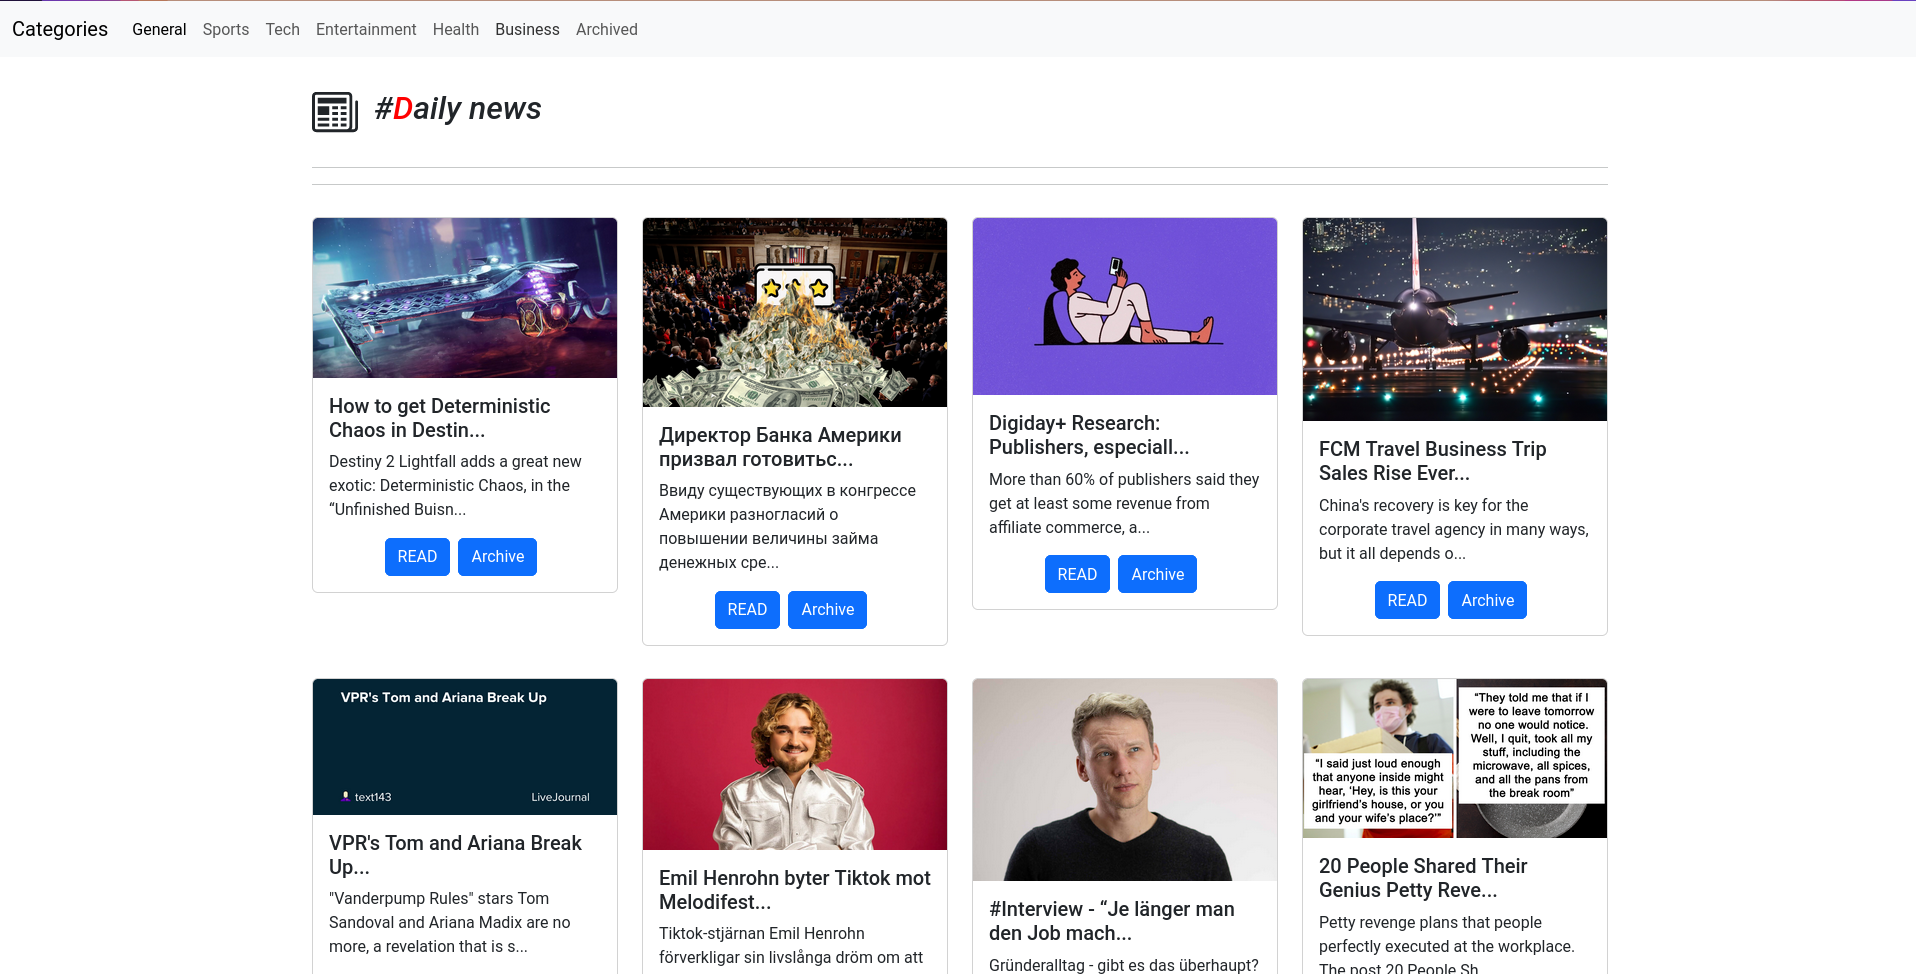 Categories General Sports Tech Entertainment Health Business Archived
#Daily news
How to get Deterministic
Chaos in Destin...
Destiny 2 Lightfall adds a great new
exotic: Deterministic Chaos, in the
“Unfinished Buisn...
READ Archive
Директор Банка Америки
призвал готовитьс...
Ввиду существующих в конгрессе
Америки разногласий о
повышении величины займа
денежных сре...
READ Archive
Digiday+ Research:
Publishers, especiall...
More than 60% of publishers said they
get at least some revenue from
affiliate commerce, a...
READ Archive
FCM Travel Business Trip
Sales Rise Ever...
China's recovery is key for the
corporate travel agency in many ways,
but it all depends o...
READ Archive
VPR's Tom and Ariana Break Up
text143 LiveJournal
VPR's Tom and Ariana Break
Up...
"Vanderpump Rules" stars Tom
Sandoval and Ariana Madix are no
more, a revelation that is s...
Emil Henrohn byter Tiktok mot
Melodifest...
Tiktok-stjärnan Emil Henrohn
förverkligar sin livslånga dröm om att
#Interview - “Je länger man
den Job mach...
Gründeralltag - gibt es das überhaupt?
“I said just loud enough
that anyone inside might
hear, ‘Hey, is this your
girlfriend’s house, or you
and your wife’s place?’”
“They told me that if I
were to leave tomorrow
no one would notice.
Well, I quit, took all my
stuff, including the
microwave, all spices,
and all the pans from
the break room”
20 People Shared Their
Genius Petty Reve...
Petty revenge plans that people
perfectly executed at the workplace.
The post 20 People Sh...